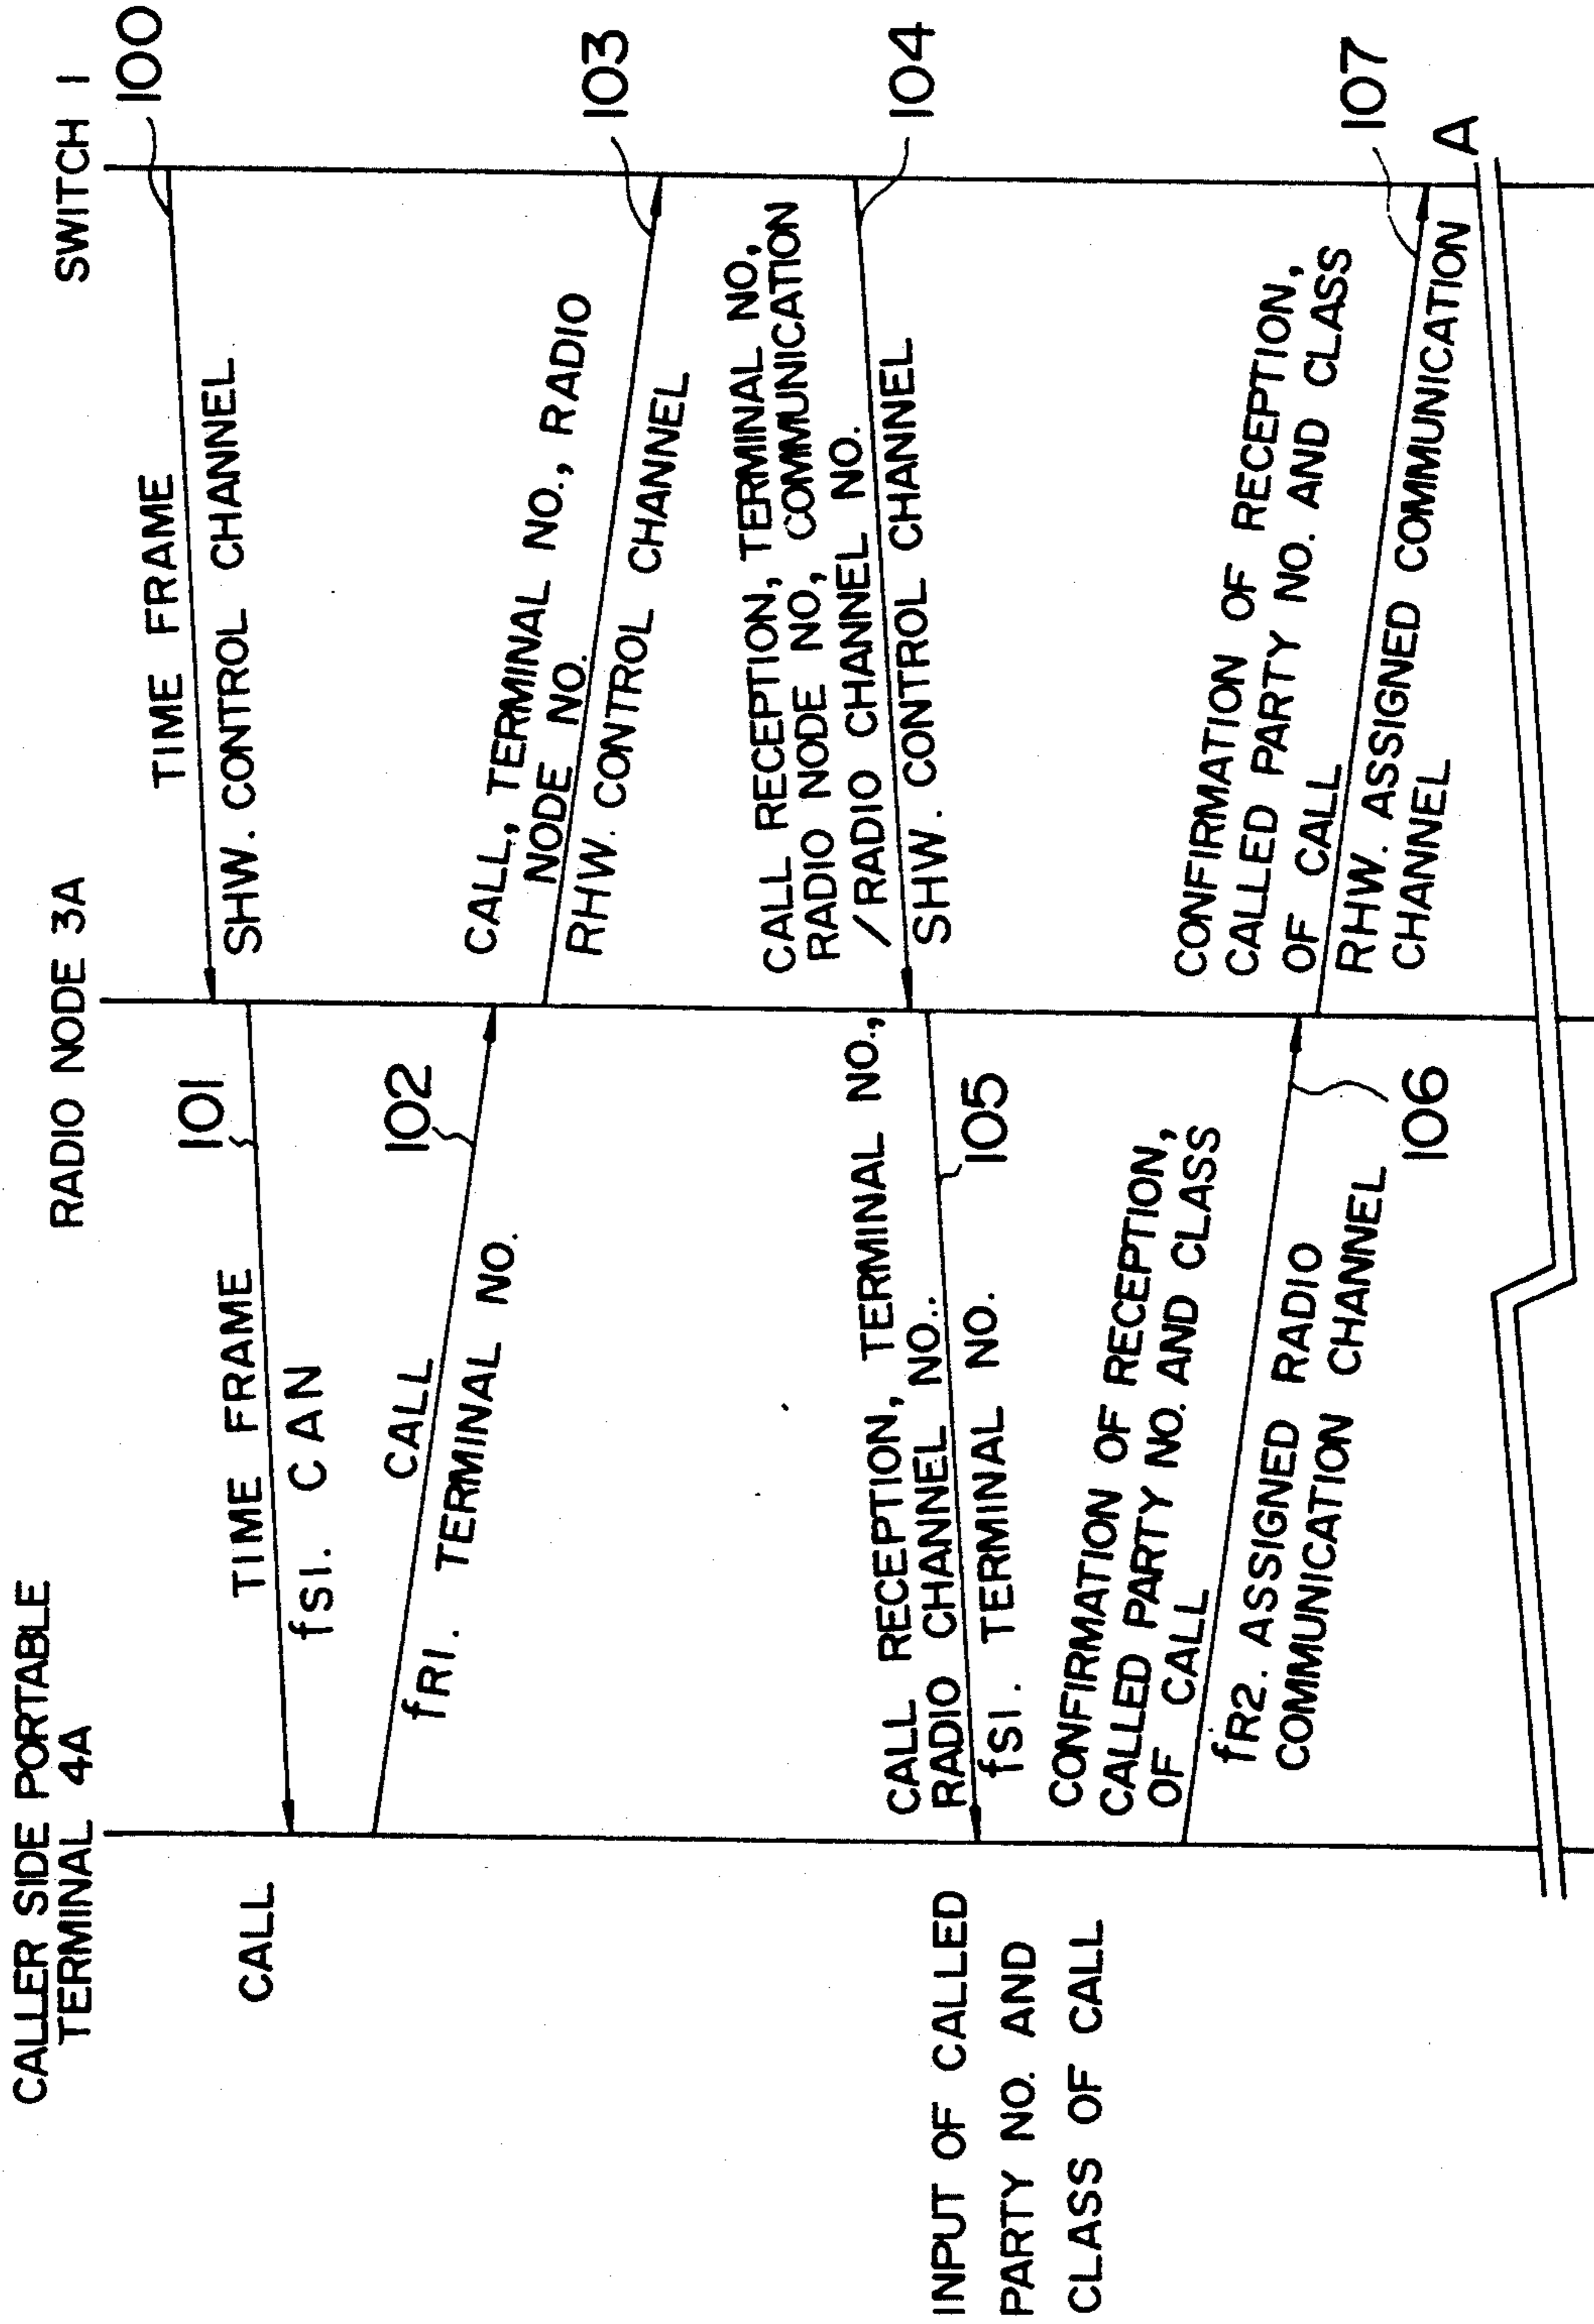 CALLER SIDE PORTABLE
TERMINAL 4A
RADIO NODE 3A
SWITCH 1
CALL
TIME FRAME
100
SHW. CONTROL CHANNEL
TIME FRAME
101
fS1. CAN
CALL
102
fR1. TERMINAL NO.
CALL, TERMINAL NO., RADIO
NODE NO.
103
RHW. CONTROL CHANNEL
CALL RECEPTION, TERMINAL NO,
RADIO NODE NO, COMMUNICATION
/RADIO CHANNEL NO.
104
SHW. CONTROL CHANNEL
CALL RECEPTION, TERMINAL NO.,
RADIO CHANNEL NO..
105
fS1. TERMINAL NO.
INPUT OF CALLED
PARTY NO. AND
CLASS OF CALL
CONFIRMATION OF RECEPTION,
CALLED PARTY NO. AND CLASS
OF CALL
106
fR2. ASSIGNED RADIO
COMMUNICATION CHANNEL
CONFIRMATION OF RECEPTION,
CALLED PARTY NO. AND CLASS
OF CALL
107
RHW. ASSIGNED COMMUNICATION
CHANNEL
A